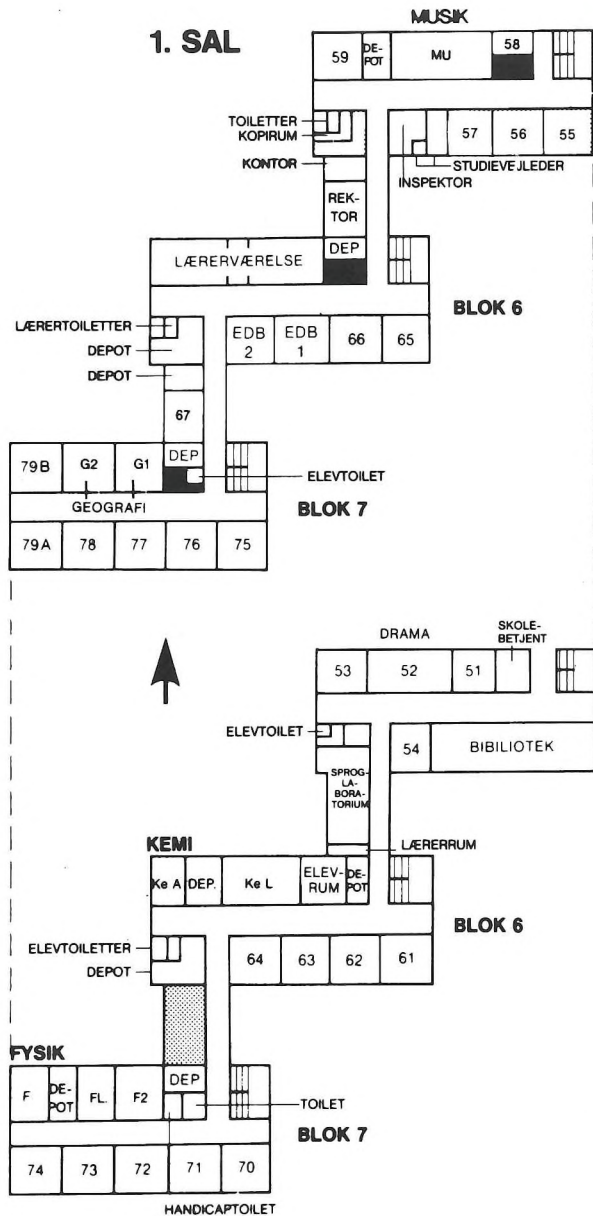 MUSIK
1. SAL
59
DE-
POT
MU
58
TOILETTER
KOPIRUM
57
56
55
STUDIEVEJLEDER
INSPEKTOR
KONTOR
REK-
TOR
DEP
LÆRERVÆRELSE
BLOK 6
LÆRERTOILETTER
DEPOT
EDB
2
EDB
1
66
65
DEPOT
67
79B
G2
G1
DEP
ELEVTOILET
GEOGRAFI
BLOK 7
79A
78
77
76
75
DRAMA
SKOLE-
BETJENT
53
52
51
ELEVTOILET
54
BIBILIOTEK
SPROG-
LA-
BORA-
TORIUM
LÆRERRUM
KEMI
Ke A
DEP.
Ke L
ELEV-
RUM
DE-
POT
BLOK 6
ELEVTOILETTER
DEPOT
64
63
62
61
FYSIK
F
DE-
POT
FL.
F2
DEP
TOILET
BLOK 7
74
73
72
71
70
HANDICAPTOILET